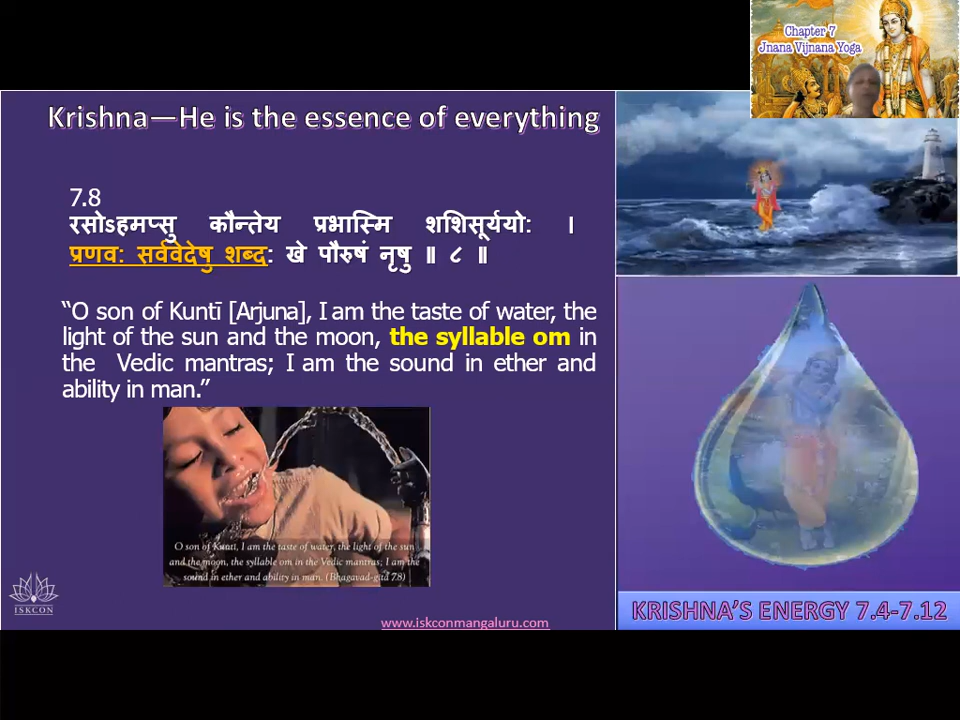 Chapter 7
Jnana Vijnana Yoga
Krishna—He is the essence of everything
7.8
रसोऽहमप्सु कौन्तेय प्रभास्मि शशिसूर्ययो: ।
प्रणव: सर्ववेदेषु शब्द: खे पौरुषं नृषु ॥ ८ ॥
“O son of Kuntī [Arjuna], I am the taste of water, the
light of the sun and the moon, the syllable om in
the Vedic mantras; I am the sound in ether and
ability in man.”
O son of Kuntī, I am the taste of water, the light of the sun
and the moon, the syllable om in the Vedic mantras; I am the
sound in ether and ability in man. (Bhagavad-gītā 7.8)
ISKCON
www.iskconmangaluru.com
KRISHNA’S ENERGY 7.4-7.12